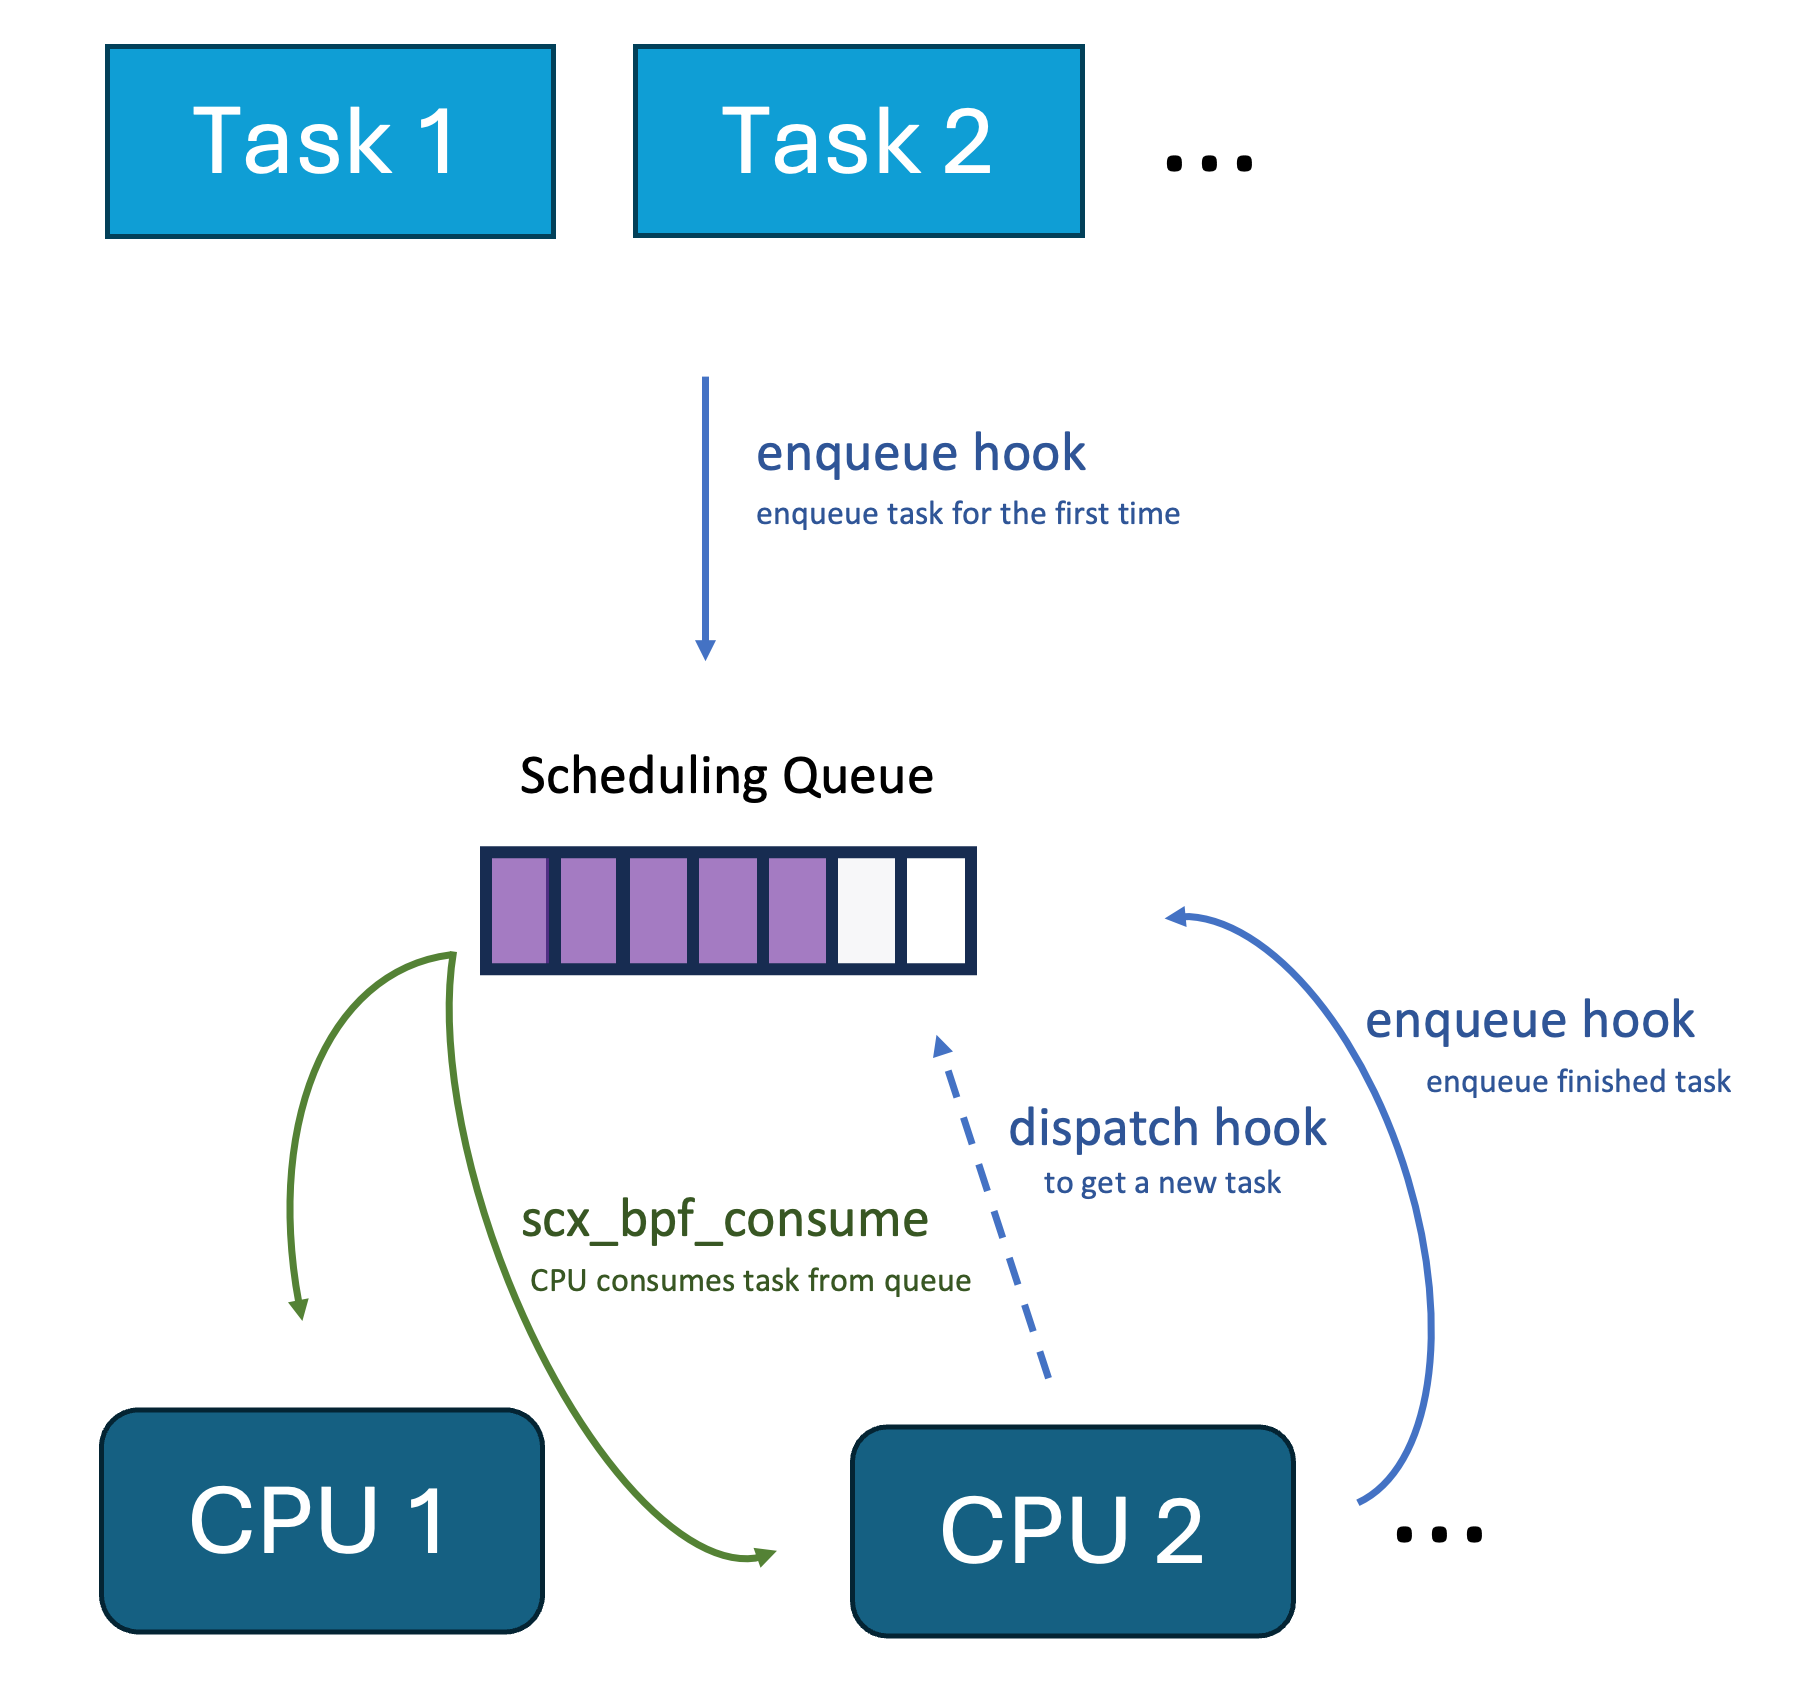 Task 1
Task 2
...
enqueue hook
enqueue task for the first time
Scheduling Queue
enqueue hook
enqueue finished task
dispatch hook
to get a new task
scx_bpf_consume
CPU consumes task from queue
CPU 1
CPU 2
...